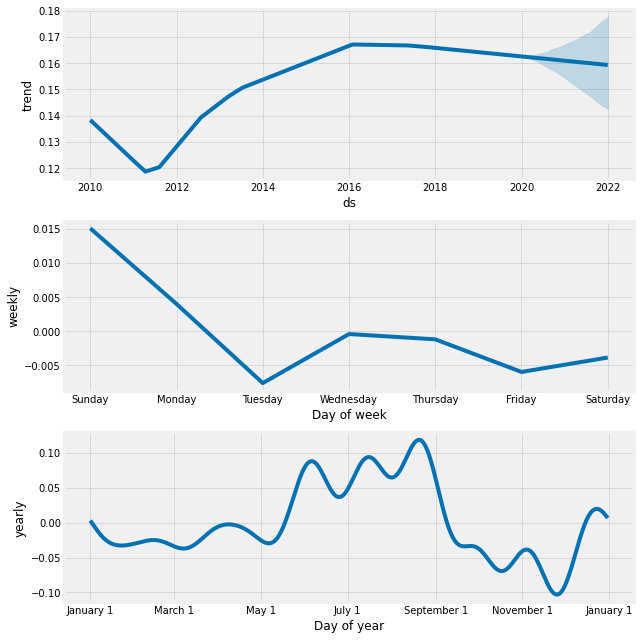 0.18
0.17
0.16
0.15
0.14
0.13
0.12
trend
2010 2012 2014 2016 2018 2020 2022
ds
0.015
0.010
0.005
0.000
−0.005
weekly
Sunday Monday Tuesday Wednesday Thursday Friday Saturday
Day of week
0.10
0.05
0.00
−0.05
−0.10
yearly
January 1 March 1 May 1 July 1 September 1 November 1 January 1
Day of year